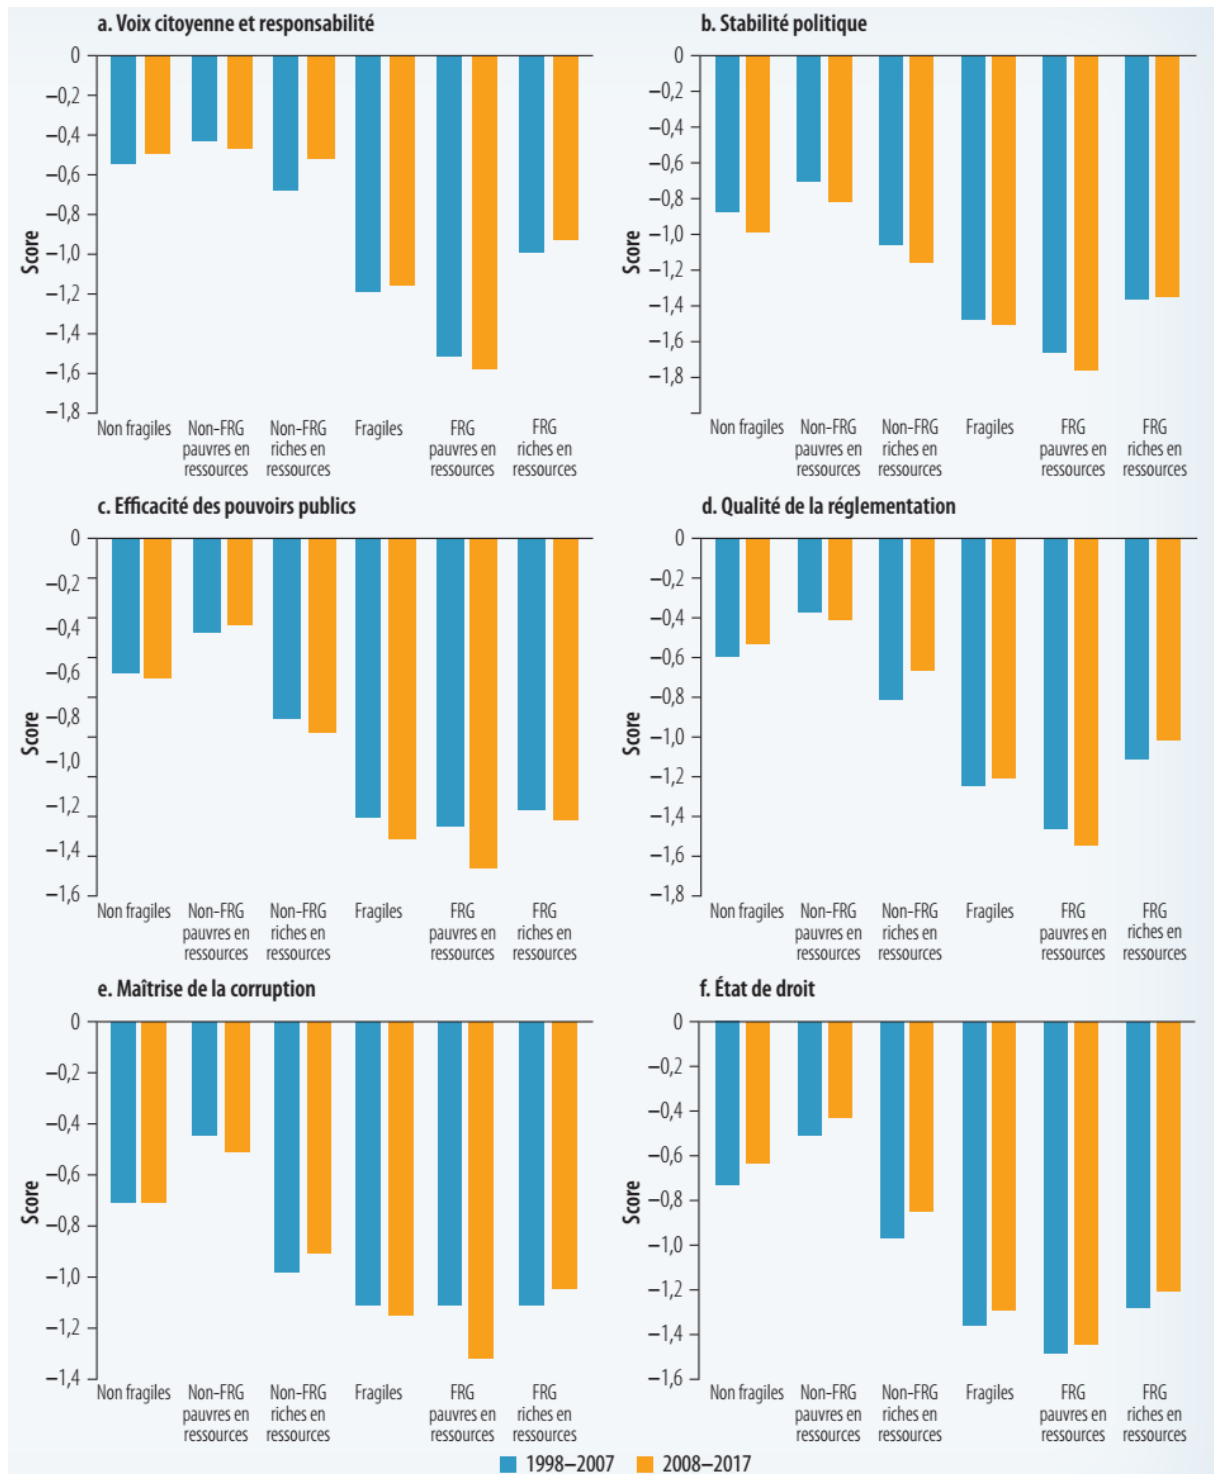 a. Voix citoyenne et responsabilité
0
−0,2
−0,4
−0,6
−0,8
−1,0
−1,2
−1,4
−1,6
−1,8
Score
Non fragiles
Non-FRG
pauvres en
ressources
Non-FRG
riches en
ressources
Fragiles
FRG
pauvres en
ressources
FRG
riches en
ressources
b. Stabilité politique
0
−0,2
−0,4
−0,6
−0,8
−1,0
−1,2
−1,4
−1,6
−1,8
Score
Non fragiles
Non-FRG
pauvres en
ressources
Non-FRG
riches en
ressources
Fragiles
FRG
pauvres en
ressources
FRG
riches en
ressources
c. Efficacité des pouvoirs publics
0
−0,2
−0,4
−0,6
−0,8
−1,0
−1,2
−1,4
−1,6
Score
Non fragiles
Non-FRG
pauvres en
ressources
Non-FRG
riches en
ressources
Fragiles
FRG
pauvres en
ressources
FRG
riches en
ressources
d. Qualité de la réglementation
0
−0,2
−0,4
−0,6
−0,8
−1,0
−1,2
−1,4
−1,6
−1,8
Score
Non fragiles
Non-FRG
pauvres en
ressources
Non-FRG
riches en
ressources
Fragiles
FRG
pauvres en
ressources
FRG
riches en
ressources
e. Maîtrise de la corruption
0
−0,2
−0,4
−0,6
−0,8
−1,0
−1,2
−1,4
Score
Non fragiles
Non-FRG
pauvres en
ressources
Non-FRG
riches en
ressources
Fragiles
FRG
pauvres en
ressources
FRG
riches en
ressources
f. État de droit
0
−0,2
−0,4
−0,6
−0,8
−1,0
−1,2
−1,4
−1,6
Score
Non fragiles
Non-FRG
pauvres en
ressources
Non-FRG
riches en
ressources
Fragiles
FRG
pauvres en
ressources
FRG
riches en
ressources
1998–2007
2008–2017